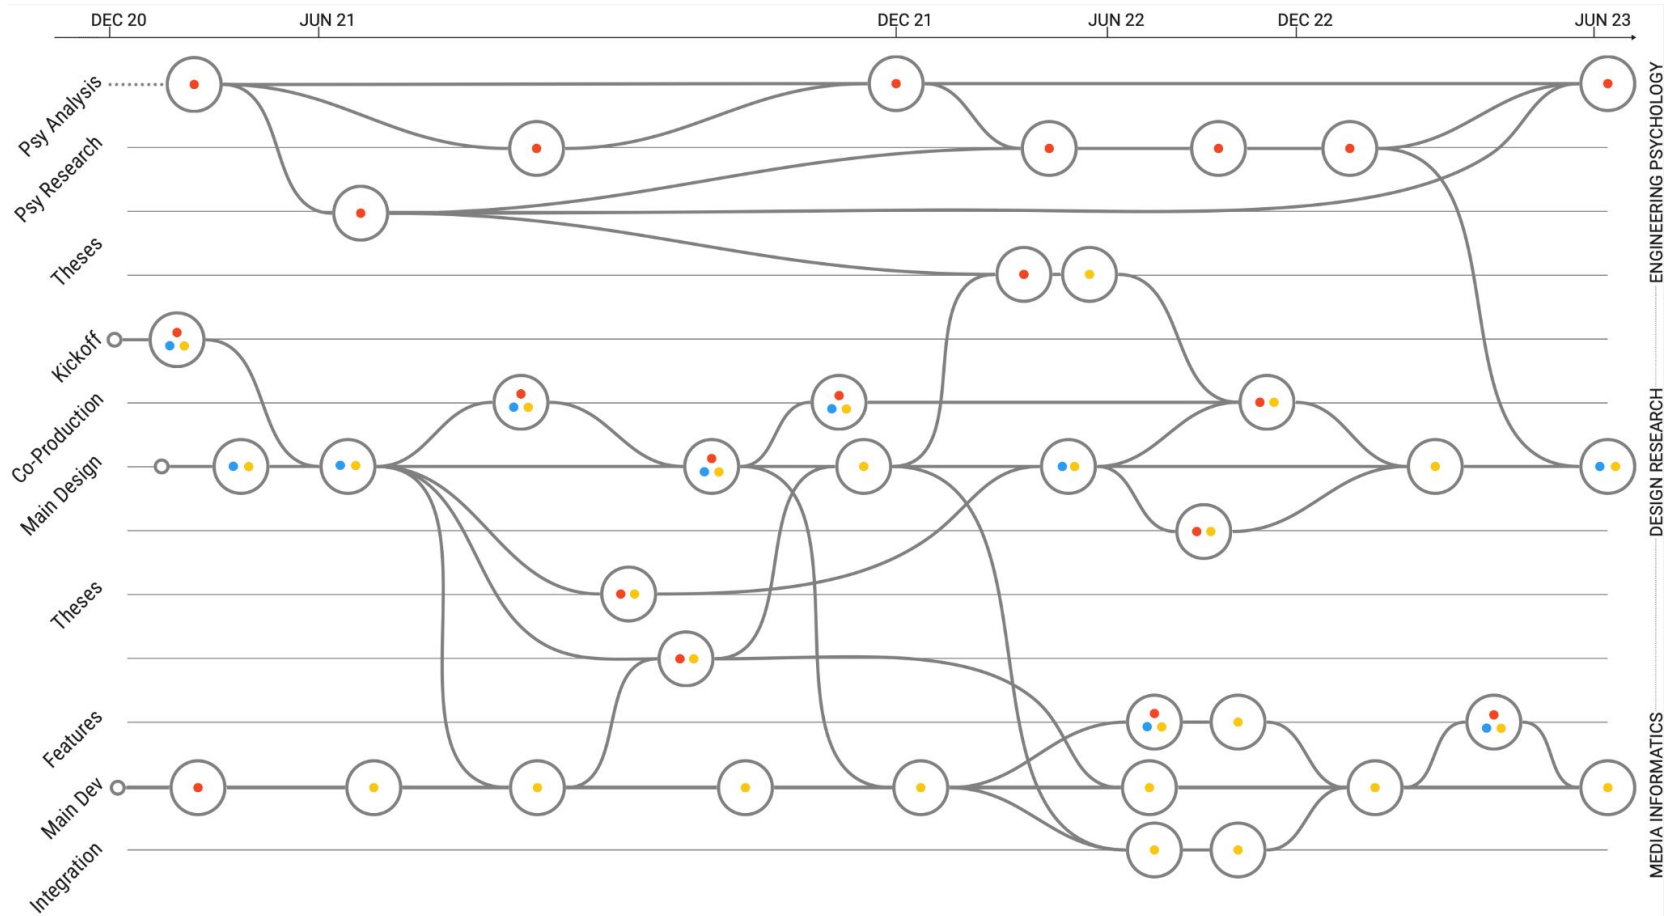 DEC 20
JUN 21
DEC 21
JUN 22
DEC 22
JUN 23
Psy Analysis
Psy Research
Theses
Kickoff
Co-Production
Main Design
Theses
Features
Main Dev
Integration
ENGINEERING PSYCHOLOGY
DESIGN RESEARCH
MEDIA INFORMATICS